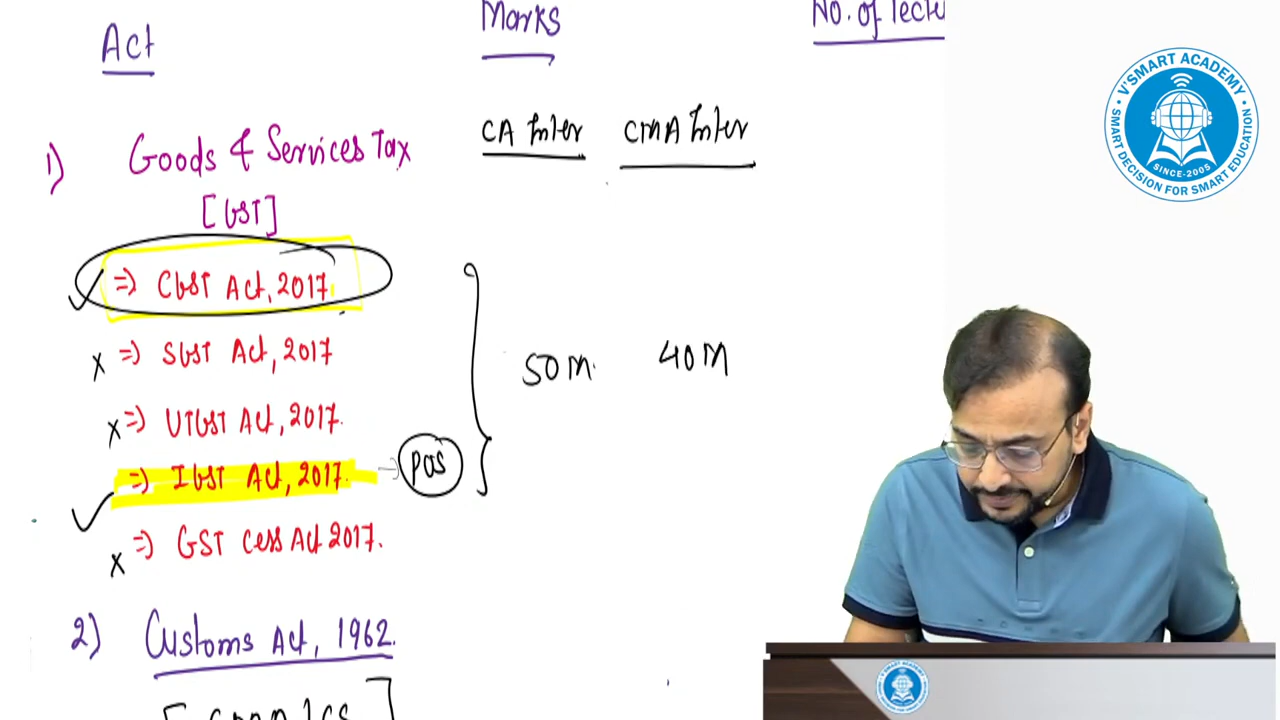 Act
Marks
No. of lectu
CA Inter
CMA Inter
1)
Goods & Services Tax
[GST]
✓ => CGST Act, 2017
x => SGST Act, 2017
x => UTGST Act, 2017.
✓ => IGST Act, 2017.
POS
x => GST Cess Act 2017.
50 M.
40 M
2) Customs Act, 1962.
V'SMART ACADEMY
SMART DECISION FOR SMART EDUCATION
SINCE-2005